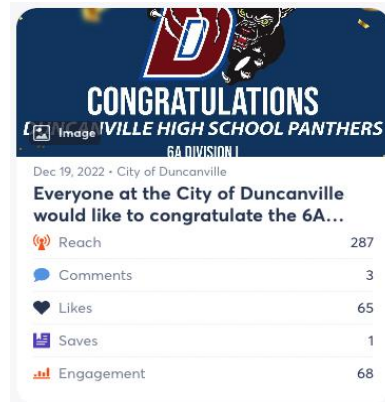 D
CONGRATULATIONS
DUNCANVILLE HIGH SCHOOL PANTHERS
Image
6A DIVISION I
Dec 19, 2022 • City of Duncanville
Everyone at the City of Duncanville
would like to congratulate the 6A...
Reach 287
Comments 3
Likes 65
Saves 1
Engagement 68